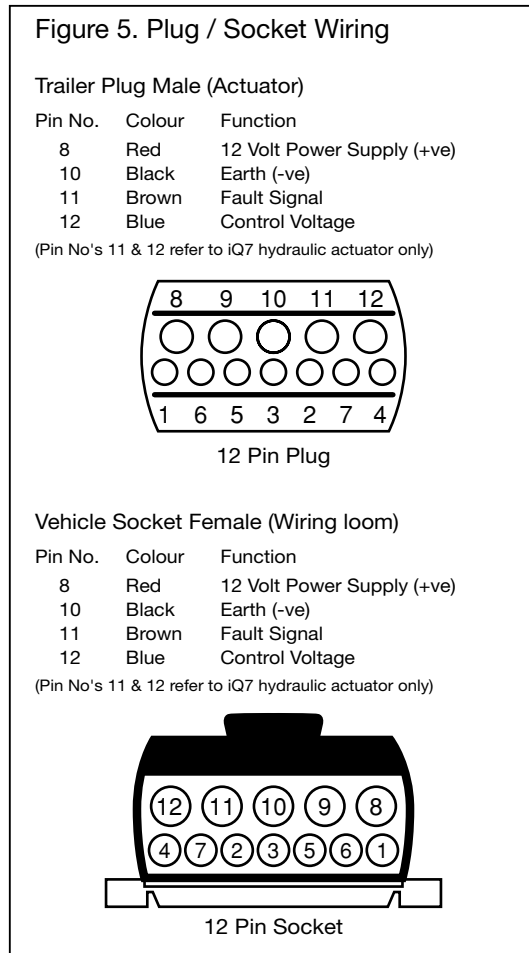 Figure 5. Plug / Socket Wiring
Trailer Plug Male (Actuator)
Pin No. Colour Function
8 Red 12 Volt Power Supply (+ve)
10 Black Earth (-ve)
11 Brown Fault Signal
12 Blue Control Voltage
(Pin No's 11 & 12 refer to iQ7 hydraulic actuator only)
8 9 10 11 12
1 6 5 3 2 7 4
12 Pin Plug
Vehicle Socket Female (Wiring loom)
Pin No. Colour Function
8 Red 12 Volt Power Supply (+ve)
10 Black Earth (-ve)
11 Brown Fault Signal
12 Blue Control Voltage
(Pin No's 11 & 12 refer to iQ7 hydraulic actuator only)
12 11 10 9 8
4 7 2 3 5 6 1
12 Pin Socket